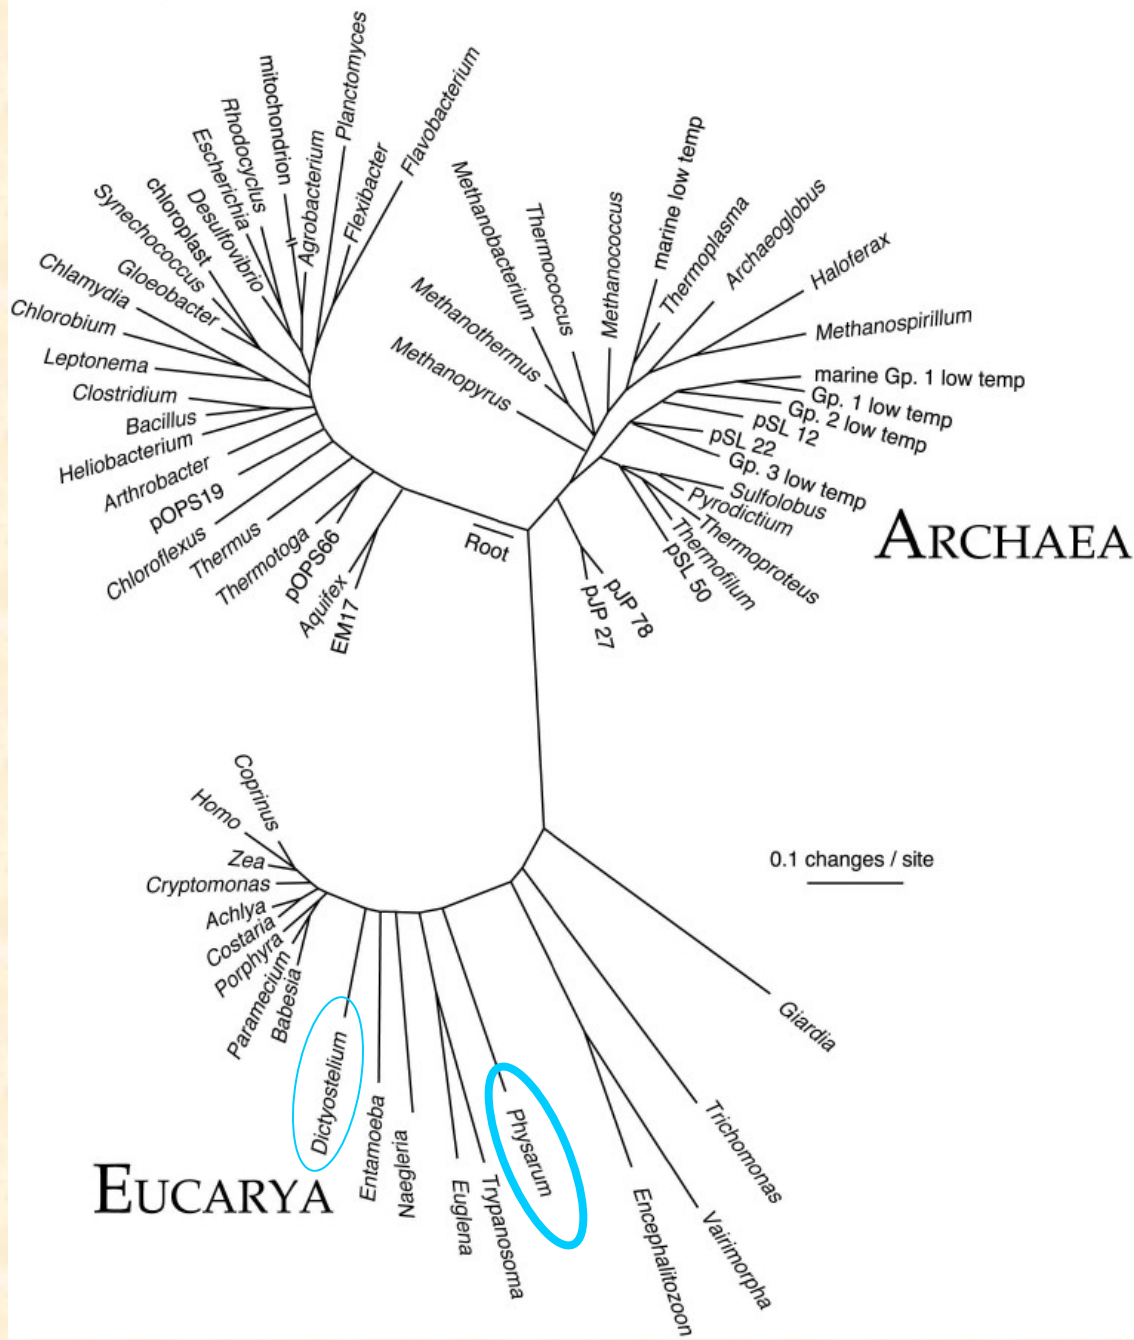 mitochondrion
Planctomyces
Flavobacterium
Rhodocyclus
Escherichia
Desulfovibrio
Agrobacterium
Flexibacter
chloroplast
Synechococcus
Gloeobacter
Chlamydia
Chlorobium
Leptonema
Clostridium
Bacillus
Heliobacterium
Arthrobacter
pOPS19
Chloroflexus
Thermus
Thermotoga
pOPS66
Aquifex
EM17
Root
Methanopyrus
Methanothermus
Methanobacterium
Thermococcus
Methanococcus
marine low temp
Thermoplasma
Archaeoglobus
Haloferax
Methanospirillum
marine Gp. 1 low temp
Gp. 1 low temp
Gp. 2 low temp
pSL 12
pSL 22
Gp. 3 low temp
Sulfolobus
Pyrodictium
Thermoproteus
Thermofilum
pSL 50
pJP 78
pJP 27
ARCHAEA
Coprinus
Homo
Zea
Cryptomonas
Achlya
Costaria
Porphyra
Paramecium
Babesia
Dictyostelium
Entamoeba
Naegleria
Euglena
Trypanosoma
Physarum
Encephalitozoon
Vairimorpha
Trichomonas
Giardia
0.1 changes / site
EUCARYA